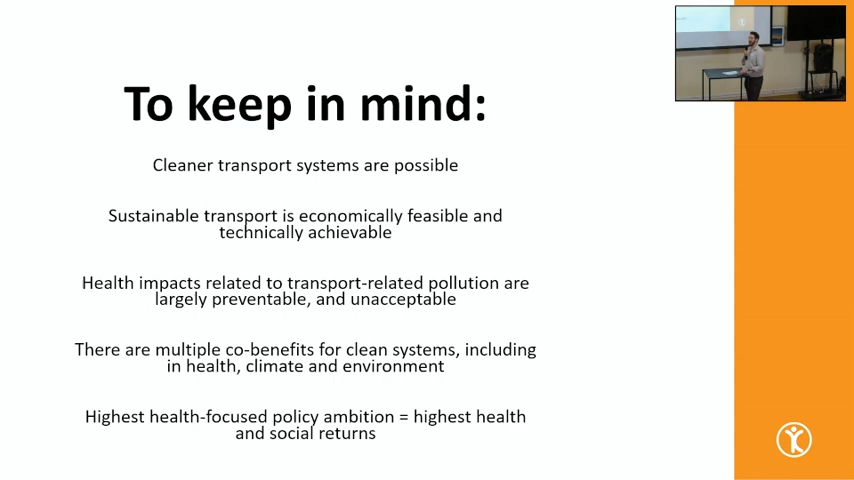 To keep in mind:
Cleaner transport systems are possible
Sustainable transport is economically feasible and
technically achievable
Health impacts related to transport-related pollution are
largely preventable, and unacceptable
There are multiple co-benefits for clean systems, including
in health, climate and environment
Highest health-focused policy ambition = highest health
and social returns